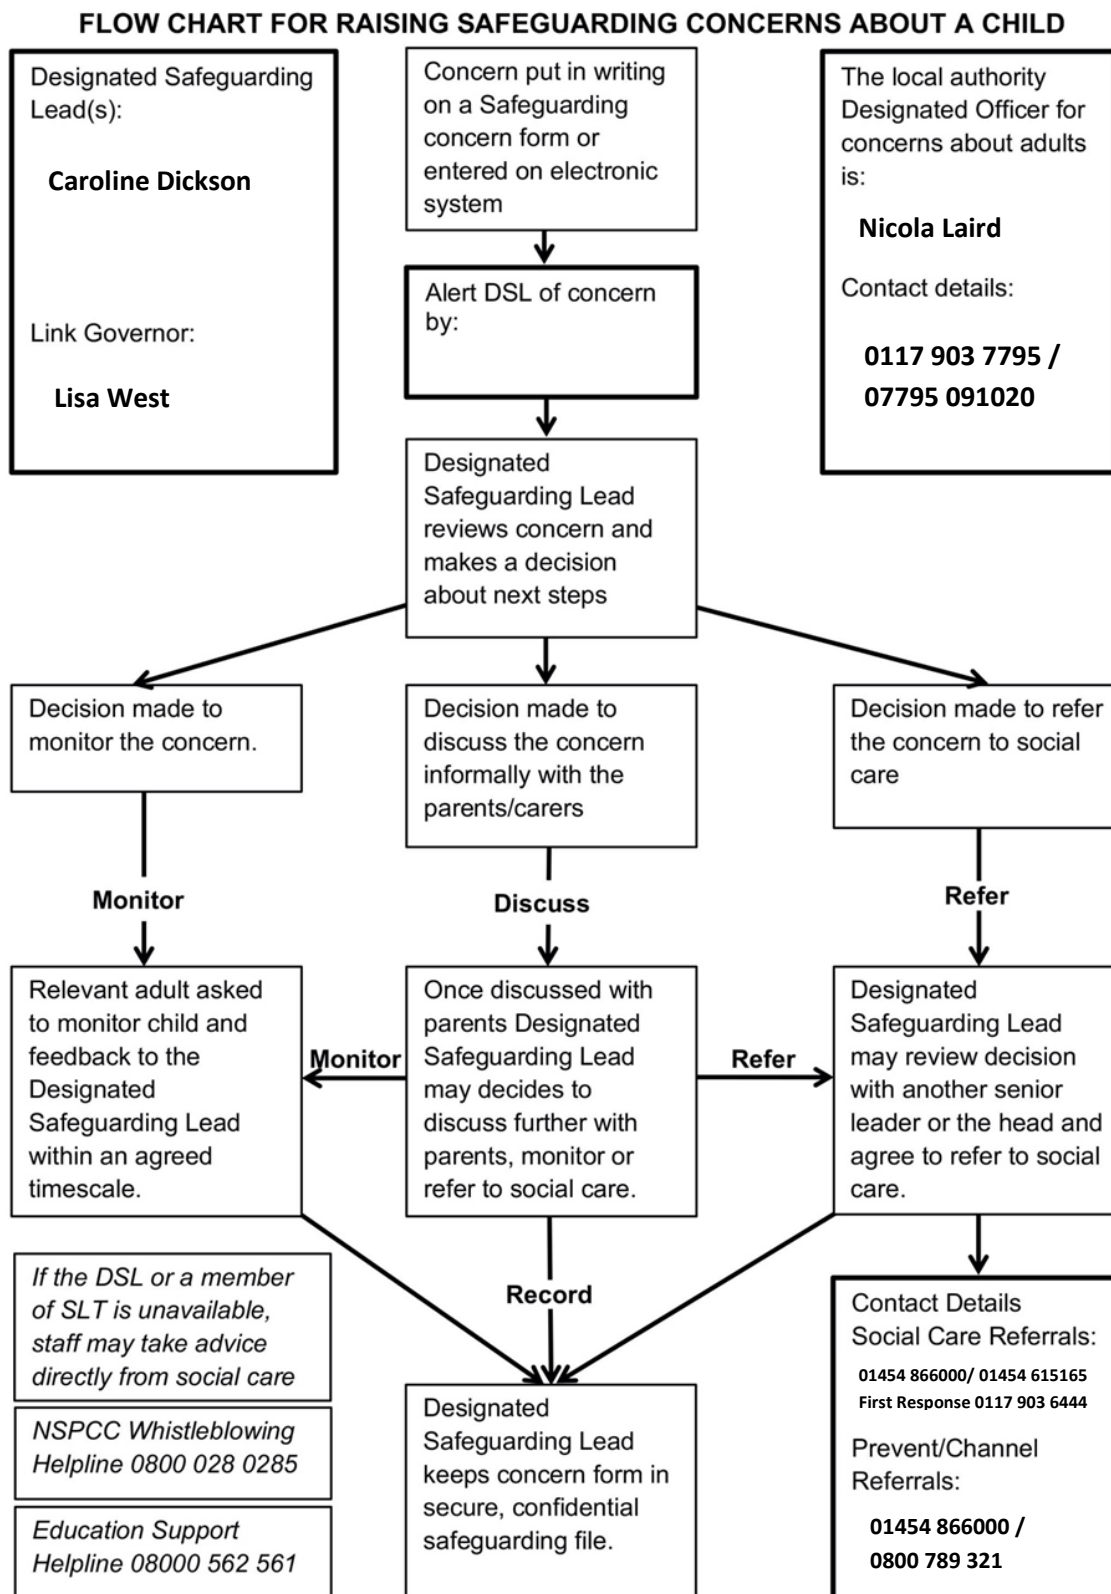 FLOW CHART FOR RAISING SAFEGUARDING CONCERNS ABOUT A CHILD
Designated Safeguarding
Lead(s):
Caroline Dickson
Link Governor:
Lisa West
Concern put in writing
on a Safeguarding
concern form or
entered on electronic
system
The local authority
Designated Officer for
concerns about adults
is:
Nicola Laird
Contact details:
0117 903 7795 /
07795 091020
Alert DSL of concern
by:
Designated
Safeguarding Lead
reviews concern and
makes a decision
about next steps
Decision made to
monitor the concern.
Decision made to
discuss the concern
informally with the
parents/carers
Decision made to refer
the concern to social
care
Monitor
Discuss
Refer
Relevant adult asked
to monitor child and
feedback to the
Designated
Safeguarding Lead
within an agreed
timescale.
Monitor
Once discussed with
parents Designated
Safeguarding Lead
may decides to
discuss further with
parents, monitor or
refer to social care.
Refer
Designated
Safeguarding Lead
may review decision
with another senior
leader or the head and
agree to refer to social
care.
If the DSL or a member
of SLT is unavailable,
staff may take advice
directly from social care
NSPCC Whistleblowing
Helpline 0800 028 0285
Education Support
Helpline 08000 562 561
Record
Designated
Safeguarding Lead
keeps concern form in
secure, confidential
safeguarding file.
Contact Details
Social Care Referrals:
01454 866000/ 01454 615165
First Response 0117 903 6444
Prevent/Channel
Referrals:
01454 866000 /
0800 789 321